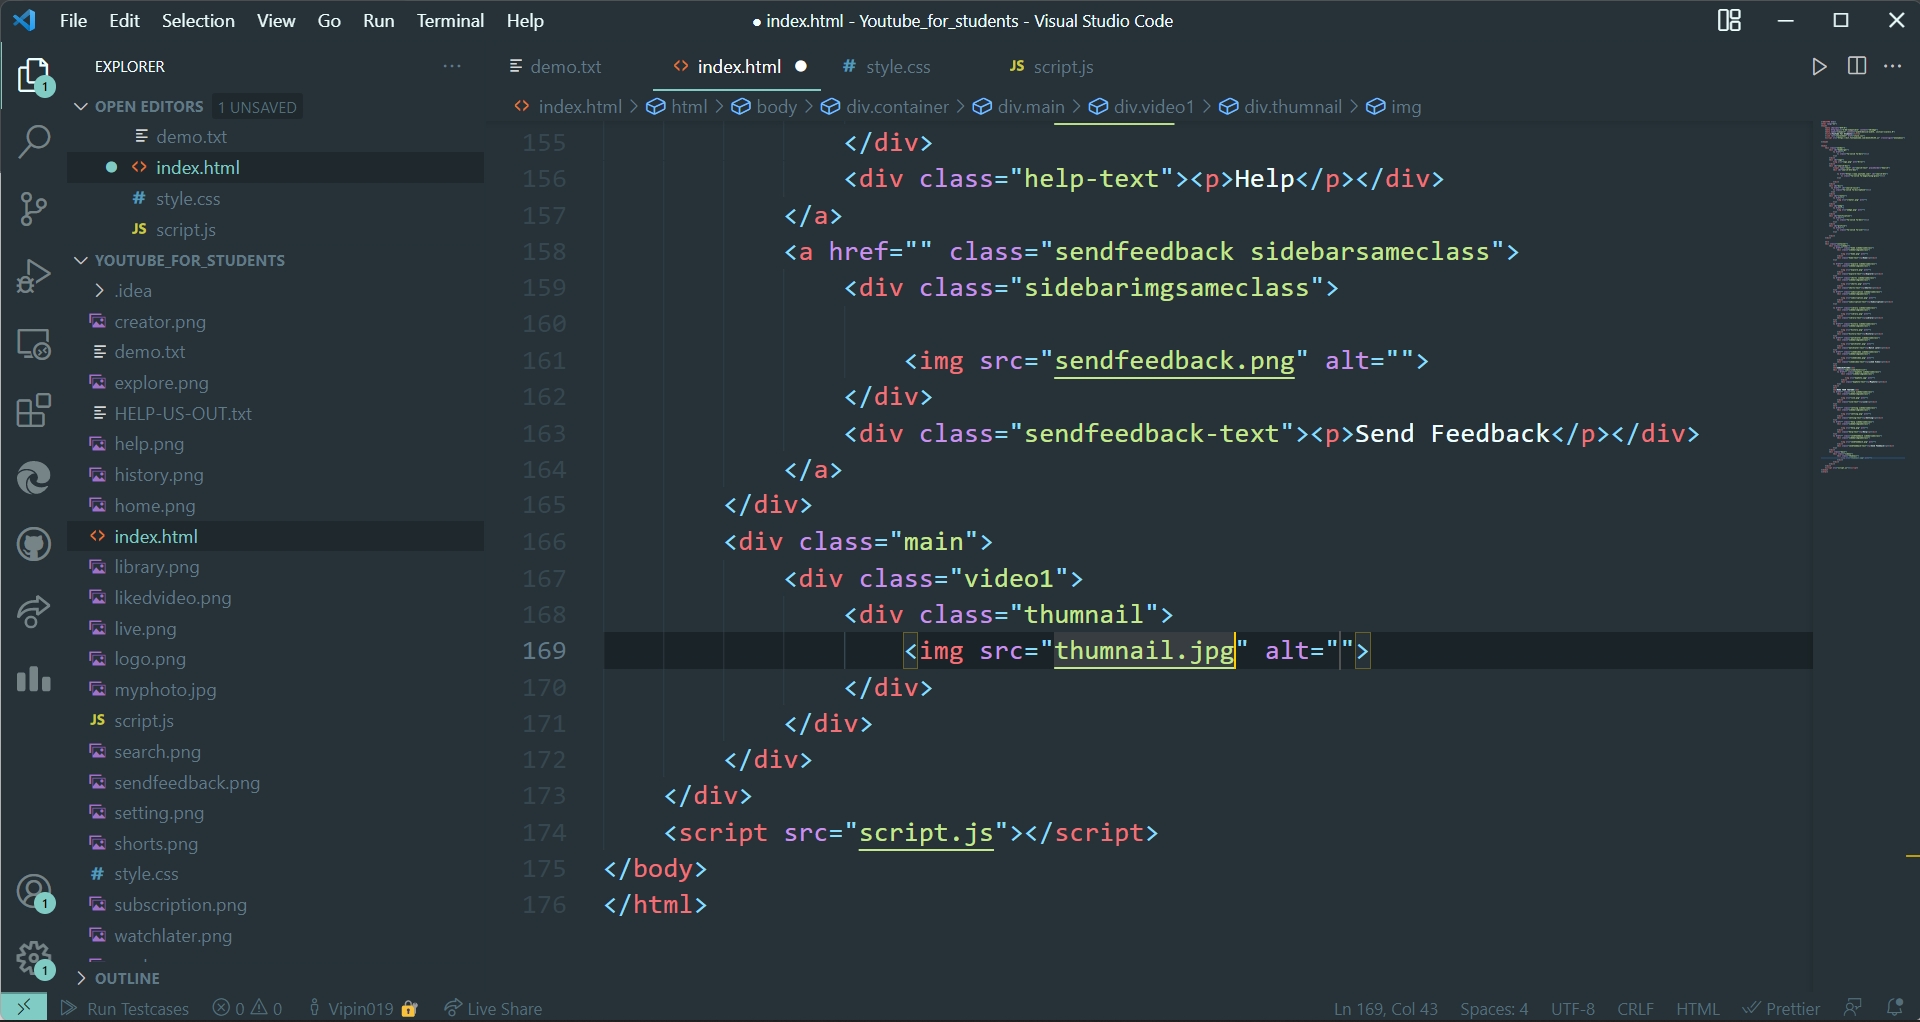 File Edit Selection View Go Run Terminal Help
● index.html - Youtube_for_students - Visual Studio Code
EXPLORER
demo.txt
index.html
style.css
JS script.js
OPEN EDITORS 1 UNSAVED
index.html > html > body > div.container > div.main > div.video1 > div.thumnail > img
demo.txt
index.html
style.css
JS script.js
YOUTUBE_FOR_STUDENTS
.idea
creator.png
demo.txt
explore.png
HELP-US-OUT.txt
help.png
history.png
home.png
index.html
library.png
likedvideo.png
live.png
logo.png
myphoto.jpg
JS script.js
search.png
sendfeedback.png
setting.png
shorts.png
# style.css
subscription.png
watchlater.png
OUTLINE
155 </div>
156 <div class="help-text"><p>Help</p></div>
157 </a>
158 <a href="" class="sendfeedback sidebarsameclass">
159 <div class="sidebarimgsameclass">
160
161 <img src="sendfeedback.png" alt="">
162 </div>
163 <div class="sendfeedback-text"><p>Send Feedback</p></div>
164 </a>
165 </div>
166 <div class="main">
167 <div class="video1">
168 <div class="thumnail">
169 <img src="thumnail.jpg" alt="">
170 </div>
171 </div>
172 </div>
173 </div>
174 <script src="script.js"></script>
175 </body>
176 </html>
Run Testcases 0 0 Vipin019 Live Share
Ln 169, Col 43 Spaces: 4 UTF-8 CRLF HTML Prettier